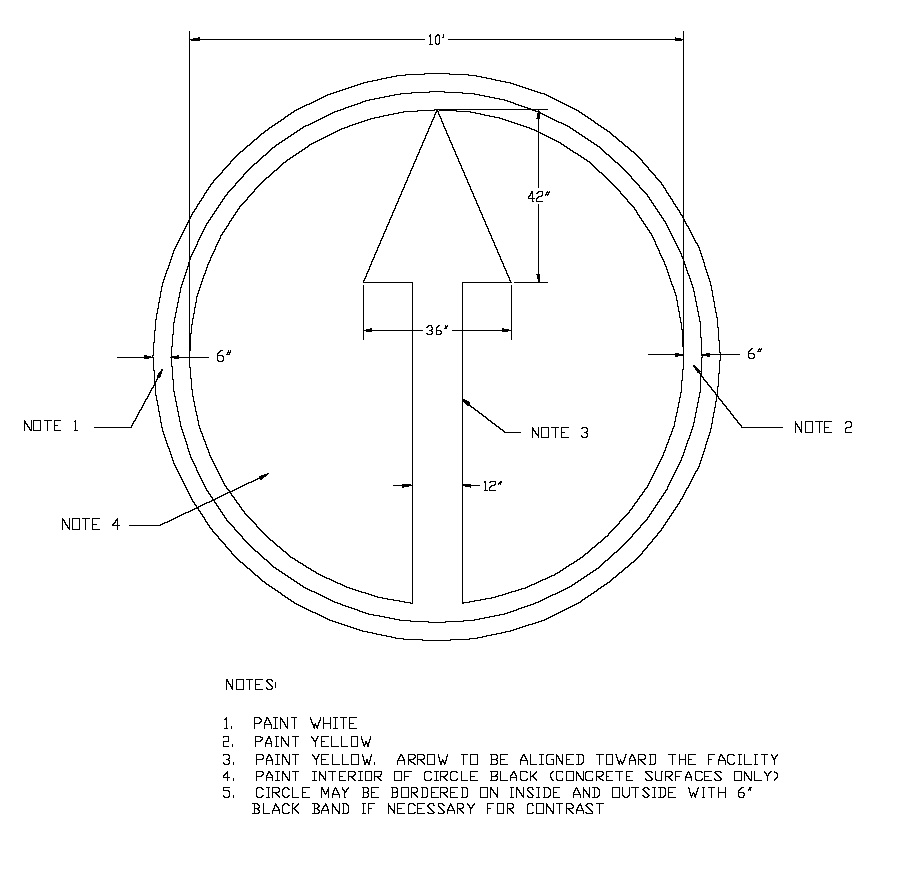 10'
42"
36"
6"
6"
NOTE 1
NOTE 2
NOTE 3
12"
NOTE 4
NOTES:
1. PAINT WHITE
2. PAINT YELLOW
3. PAINT YELLOW. ARROW TO BE ALIGNED TOWARD THE FACILITY
4. PAINT INTERIOR OF CIRCLE BLACK (CONCRETE SURFACES ONLY)
5. CIRCLE MAY BE BORDERED ON INSIDE AND OUTSIDE WITH 6"
BLACK BAND IF NECESSARY FOR CONTRAST